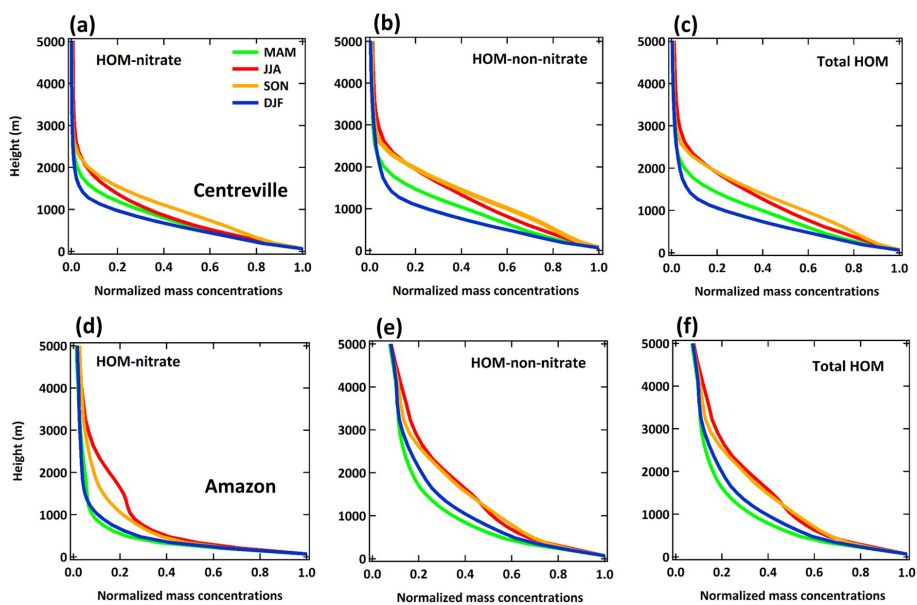 (a)
(b)
(c)
5000
4000
3000
2000
1000
0
Height (m)
HOM-nitrate
MAM
JJA
SON
DJF
Centreville
0.0 0.2 0.4 0.6 0.8 1.0
Normalized mass concentrations
5000
4000
3000
2000
1000
0
HOM-non-nitrate
0.0 0.2 0.4 0.6 0.8 1.0
Normalized mass concentrations
5000
4000
3000
2000
1000
0
Total HOM
0.0 0.2 0.4 0.6 0.8 1.0
Normalized mass concentrations
(d)
(e)
(f)
5000
4000
3000
2000
1000
0
Height (m)
HOM-nitrate
Amazon
0.0 0.2 0.4 0.6 0.8 1.0
Normalized mass concentrations
5000
4000
3000
2000
1000
0
HOM-non-nitrate
0.0 0.2 0.4 0.6 0.8 1.0
Normalized mass concentrations
5000
4000
3000
2000
1000
0
Total HOM
0.0 0.2 0.4 0.6 0.8 1.0
Normalized mass concentrations